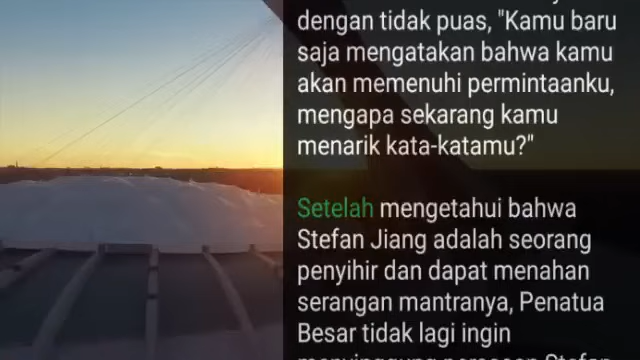 dengan tidak puas, "Kamu baru
saja mengatakan bahwa kamu
akan memenuhi permintaanku,
mengapa sekarang kamu
menarik kata-katamu?"
Setelah mengetahui bahwa
Stefan Jiang adalah seorang
penyihir dan dapat menahan
serangan mantranya, Penatua
Besar tidak lagi ingin